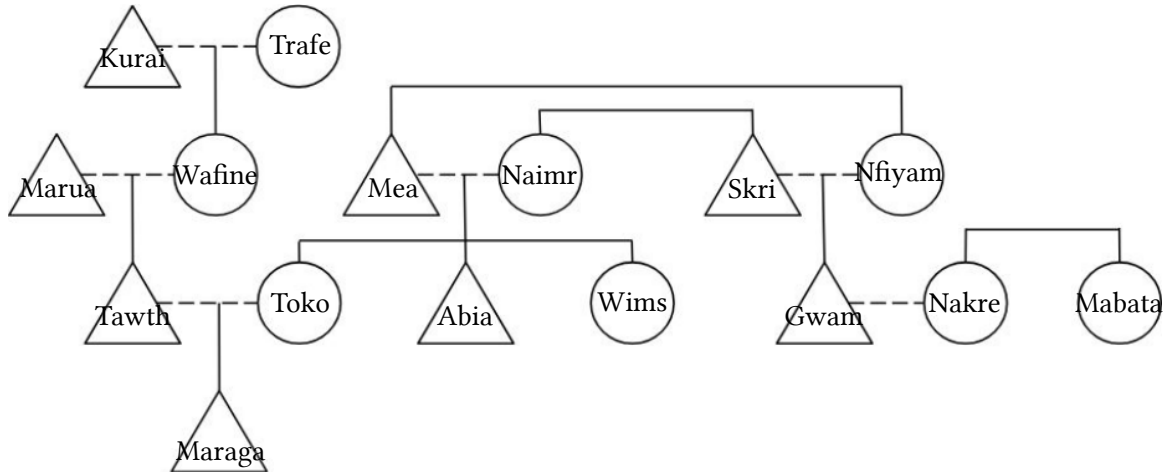 Kurai
Trafe
Marua
Wafine
Mea
Naimr
Skri
Nfiyam
Tawth
Toko
Abia
Wims
Gwam
Nakre
Mabata
Maraga